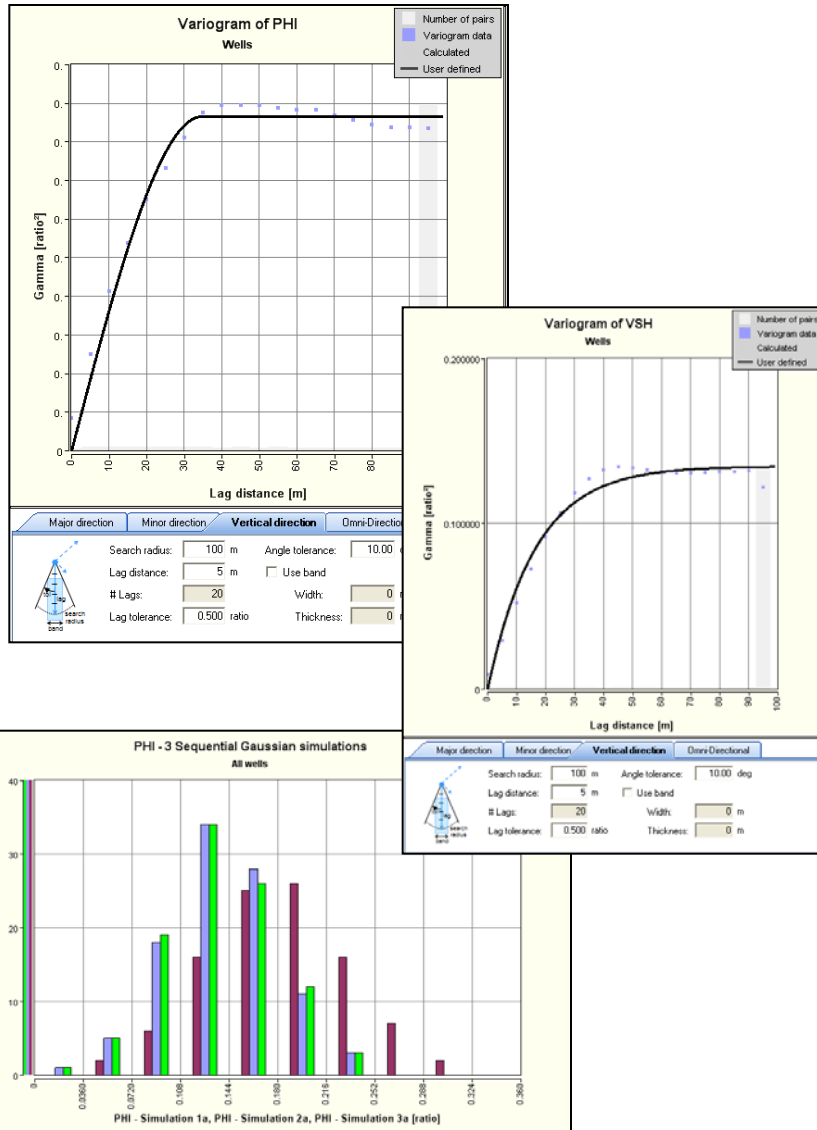 Variogram of PHI
Wells
Number of pairs
Variogram data
Calculated
User defined
0.
0.
0.
0.
0.
0.
0.
0.
0.
0.
0
Gamma [ratio²]
0 10 20 30 40 50 60 70 80
Lag distance [m]
Major direction Minor direction Vertical direction Omni-Directio
Search radius: 100 m Angle tolerance: 10.00
Lag distance: 5 m Use band
# Lags: 20 Width: 0
Lag tolerance: 0.500 ratio Thickness: 0
lag
search
radius
band
Variogram of VSH
Wells
Number of pairs
Variogram data
Calculated
User defined
0.200000
0.100000
0
Gamma [ratio²]
0 10 20 30 40 50 60 70 80 90 100
Lag distance [m]
Major direction Minor direction Vertical direction Omni-Directional
Search radius: 100 m Angle tolerance: 10.00 deg
Lag distance: 5 m Use band
# Lags: 20 Width: 0 m
Lag tolerance: 0.500 ratio Thickness: 0 m
lag
search
radius
band
PHI - 3 Sequential Gaussian simulations
All wells
40
30
20
10
0
0 0.0360 0.0720 0.108 0.144 0.180 0.216 0.252 0.288 0.324 0.360
PHI - Simulation 1a, PHI - Simulation 2a, PHI - Simulation 3a [ratio]